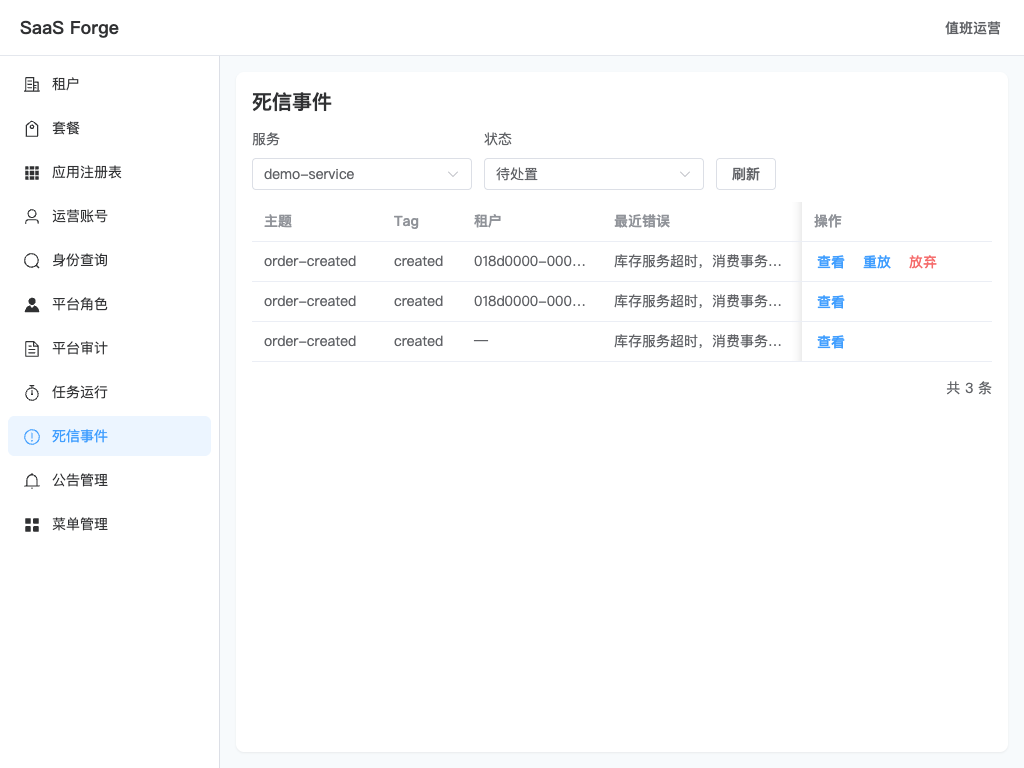 SaaS Forge
值班运营
租户
套餐
应用注册表
运营账号
身份查询
平台角色
平台审计
任务运行
死信事件
公告管理
菜单管理
死信事件
服务
状态
demo-service
待处置
刷新
主题 Tag 租户 最近错误 操作
order-created created 018d0000-000... 库存服务超时，消费事务... 查看 重放 放弃
order-created created 018d0000-000... 库存服务超时，消费事务... 查看
order-created created — 库存服务超时，消费事务... 查看
共 3 条